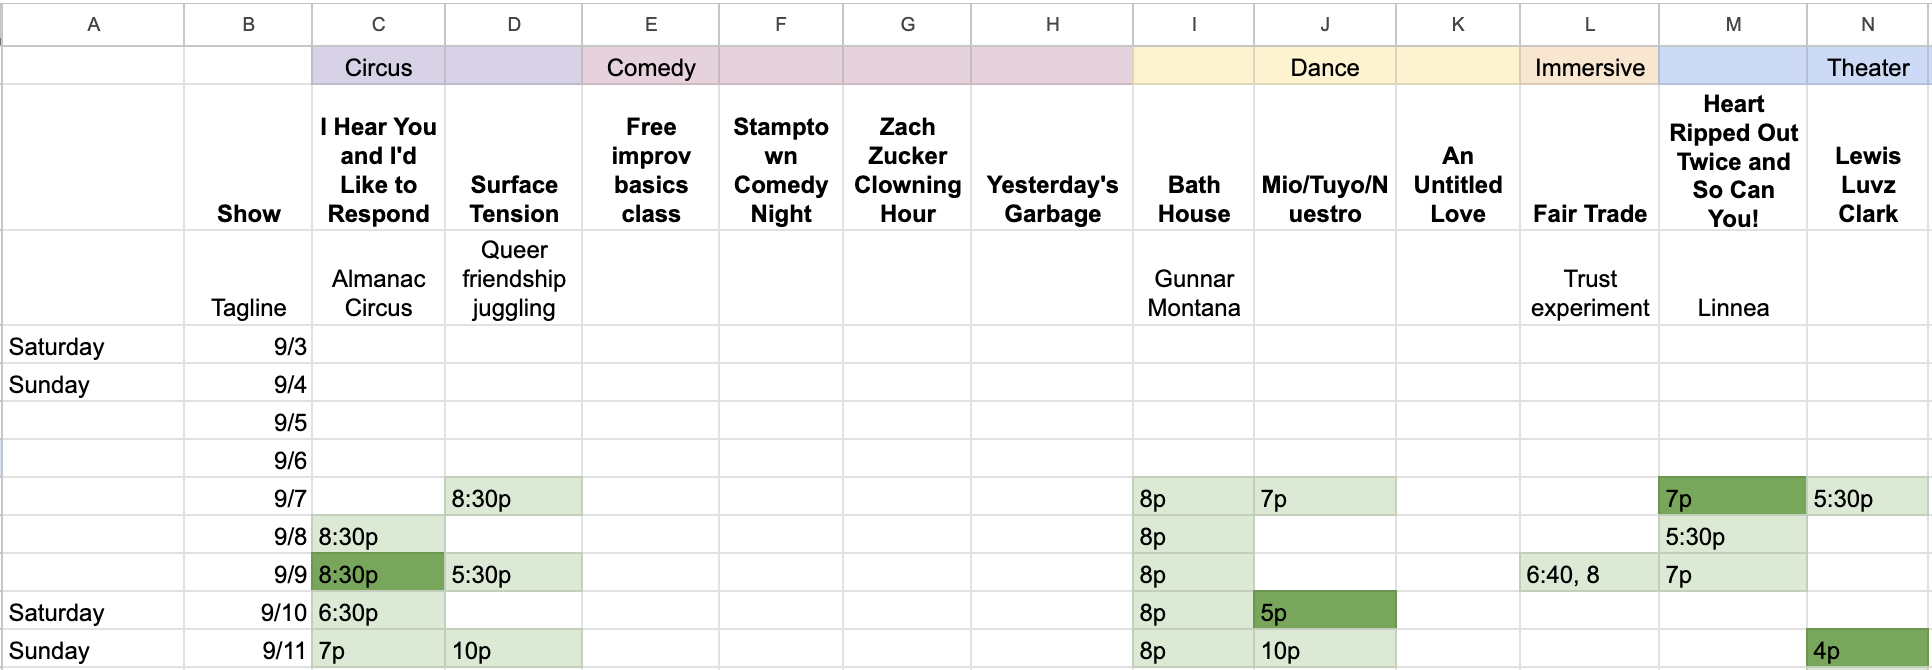 A B C D E F G H I J K L M N
Circus Comedy Dance Immersive Theater
Show
I Hear You
and I'd
Like to
Respond
Surface
Tension
Free
improv
basics
class
Stampto
wn
Comedy
Night
Zach
Zucker
Clowning
Hour
Yesterday's
Garbage
Bath
House
Mio/Tuyo/N
uestro
An
Untitled
Love
Fair Trade
Heart
Ripped Out
Twice and
So Can
You!
Lewis
Luvz
Clark
Tagline
Almanac
Circus
Queer
friendship
juggling
Gunnar
Montana
Trust
experiment
Linnea
Saturday 9/3
Sunday 9/4
9/5
9/6
9/7 8:30p 8p 7p 7p 5:30p
9/8 8:30p 8p 5:30p
9/9 8:30p 5:30p 8p 6:40, 8 7p
Saturday 9/10 6:30p 8p 5p
Sunday 9/11 7p 10p 8p 10p 4p